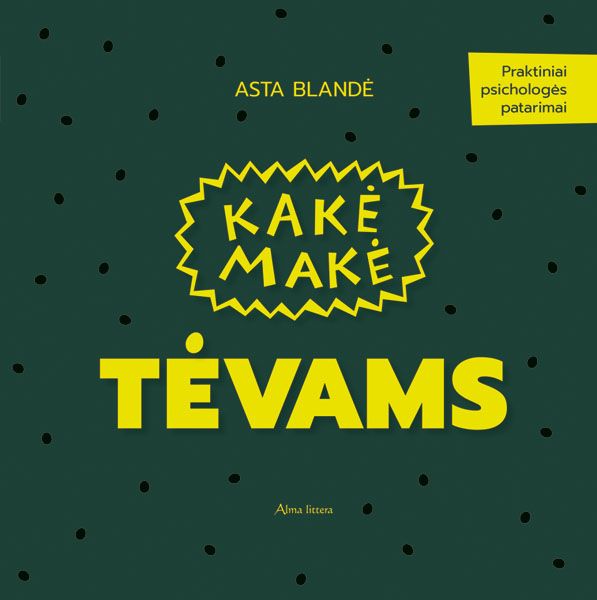 ASTA BLANDĖ
Praktiniai
psichologės
patarimai
KAKĖ
MAKĖ
TĖVAMS
Alma littera